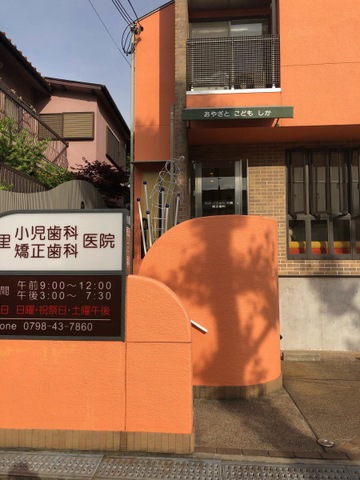 おやざと こども しか
里 小児歯科 医院
矯正歯科
間 午前9:00〜12:00
午後3:00〜 7:30
日 日曜・祝祭日・土曜午後
one 0798-43-7860